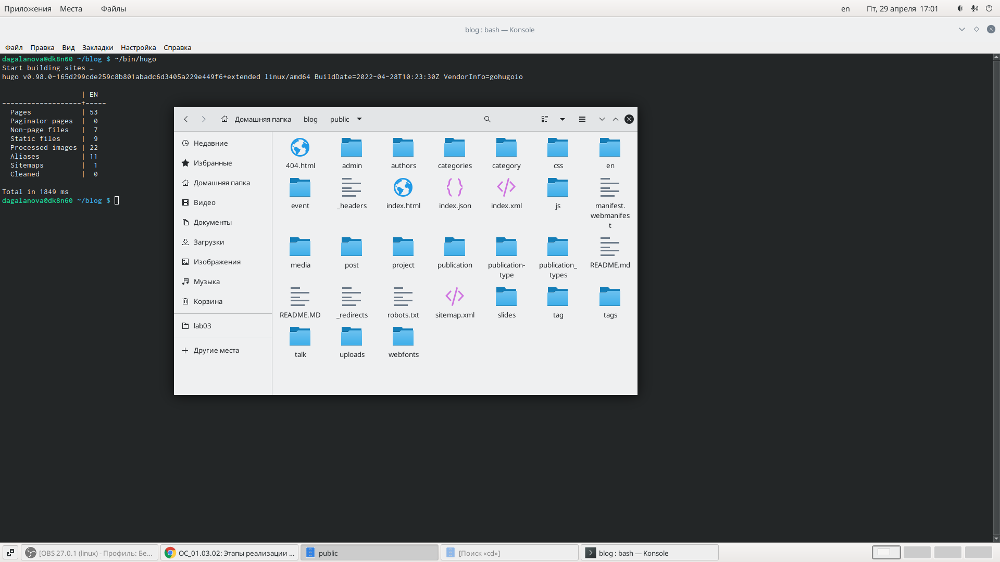 Приложения Места Файлы en Пт, 29 апреля 17:01
blog : bash — Konsole
Файл Правка Вид Закладки Настройка Справка
dagalanova@dk8n60 ~/blog $ ~/bin/hugo
Start building sites …
hugo v0.98.0-165d299cde259c8b801abadc6d3405a229e449f6+extended linux/amd64 BuildDate=2022-04-28T10:23:30Z VendorInfo=gohugoio
| EN
-------------------+-----
Pages | 53
Paginator pages | 0
Non-page files | 7
Static files | 9
Processed images | 22
Aliases | 11
Sitemaps | 1
Cleaned | 0
Total in 1849 ms
dagalanova@dk8n60 ~/blog $
Домашняя папка blog public
Недавние
Избранные
Домашняя папка
Видео
Документы
Загрузки
Изображения
Музыка
Корзина
lab03
Другие места
404.html admin authors categories category css en
event _headers index.html index.json index.xml js manifest.
webmanifes
t
media post project publication publication- publication_ README.md
type types
README.MD _redirects robots.txt sitemap.xml slides tag tags
talk uploads webfonts
[OBS 27.0.1 (linux) - Профиль: Бе... ОС_01.03.02: Этапы реализации ... public [Поиск «cd»] blog : bash — Konsole